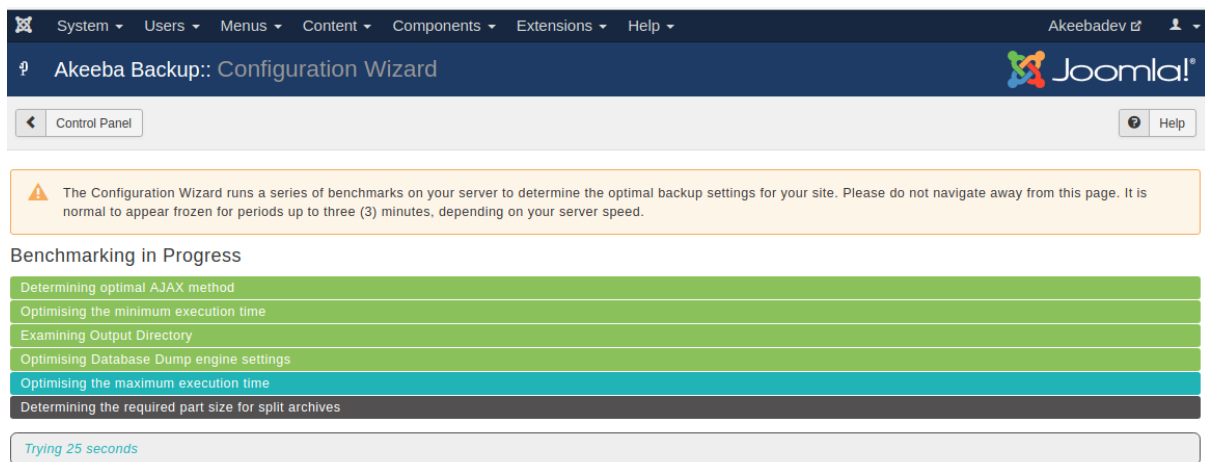 System Users Menus Content Components Extensions Help Akeebadev
Akeeba Backup:: Configuration Wizard Joomla!®
Control Panel Help
The Configuration Wizard runs a series of benchmarks on your server to determine the optimal backup settings for your site. Please do not navigate away from this page. It is
normal to appear frozen for periods up to three (3) minutes, depending on your server speed.
Benchmarking in Progress
Determining optimal AJAX method
Optimising the minimum execution time
Examining Output Directory
Optimising Database Dump engine settings
Optimising the maximum execution time
Determining the required part size for split archives
Trying 25 seconds